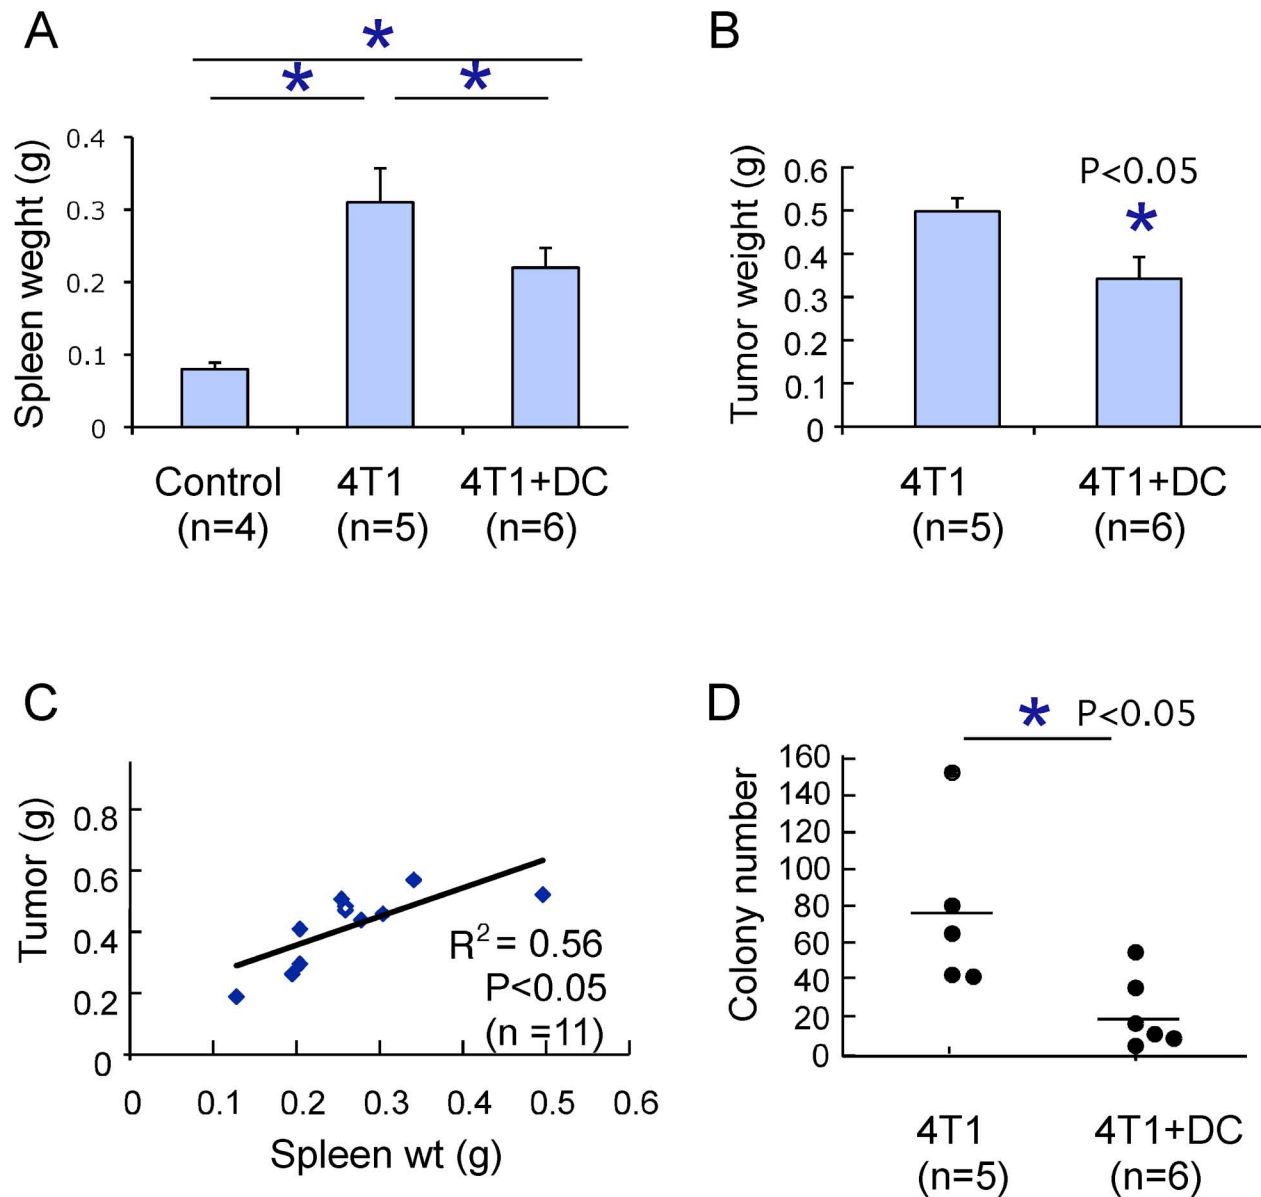 A
*
*
*
Spleen weght (g)
0.4
0.3
0.2
0.1
0
Control
(n=4)
4T1
(n=5)
4T1+DC
(n=6)
B
Tumor weight (g)
0.6
0.5
0.4
0.3
0.2
0.1
0
P<0.05
*
4T1
(n=5)
4T1+DC
(n=6)
C
Tumor (g)
0.8
0.6
0.4
0.2
0
R² = 0.56
P<0.05
(n =11)
0 0.1 0.2 0.3 0.4 0.5 0.6
Spleen wt (g)
D
* P<0.05
Colony number
160
140
120
100
80
60
40
20
0
4T1
(n=5)
4T1+DC
(n=6)